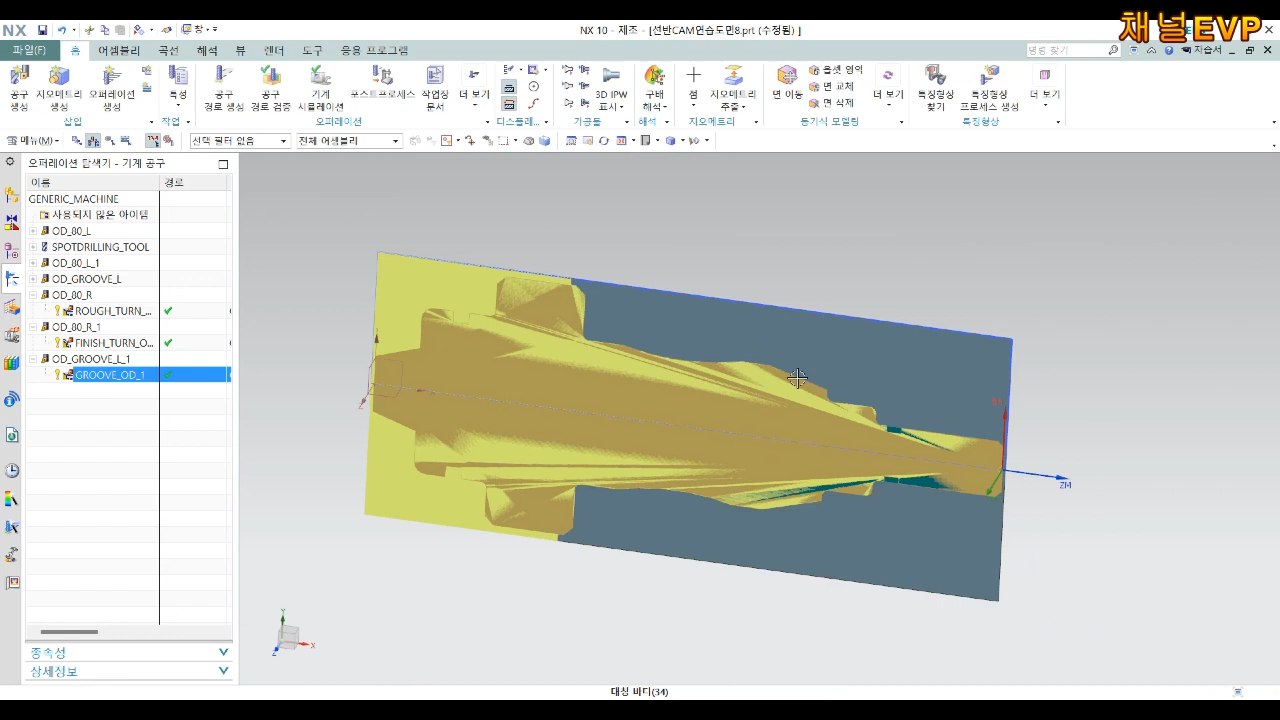 채널EVP
NX 창 NX 10 - 제조 - [선반CAM연습도면8.prt (수정됨) ]
파일(F) 홈 어셈블리 곡선 해석 뷰 렌더 도구 응용 프로그램 명령 찾기 자습서
공구 생성 지오메트리 생성 오퍼레이션 생성 특성 공구 경로 생성 공구 경로 검증 기계 시뮬레이션 포스트프로세스 작업장 문서 더 보기 3D IPW 표시 구배 해석 점 지오메트리 추출 면 이동 옵셋 영역 면 교체 면 삭제 더 보기 특징형상 찾기 특징형상 프로세스 생성 더 보기
삽입 작업 오퍼레이션 디스플레... 가공물 해석 지오메트리 동기식 모델링 특징형상
메뉴(M) 선택 필터 없음 전체 어셈블리
오퍼레이션 탐색기 - 기계 공구
이름 경로
GENERIC_MACHINE
사용되지 않은 아이템
OD_80_L
SPOTDRILLING_TOOL
OD_80_L_1
OD_GROOVE_L
OD_80_R
ROUGH_TURN_...
OD_80_R_1
FINISH_TURN_O...
OD_GROOVE_L_1
GROOVE_OD_1
ZM
Y
X
Z
종속성
상세정보
대상 바디(34)